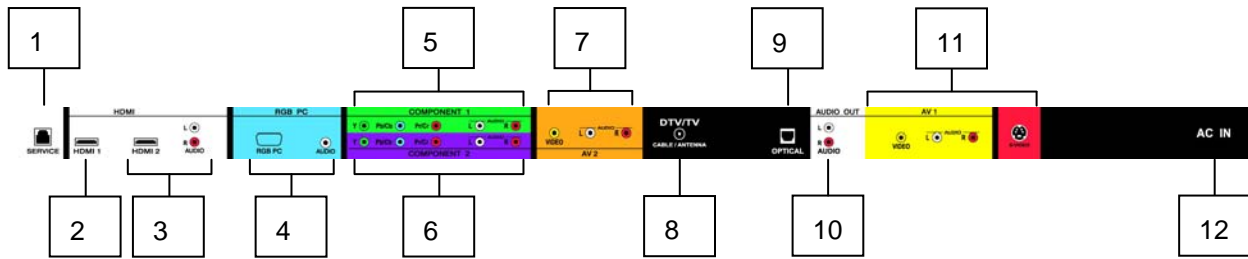 1
5
7
9
11
HDMI
RGB PC
COMPONENT 1
AUDIO OUT
AV 1
Y Pb/Cb Pr/Cr L AUDIO R
L
R
AUDIO
SERVICE
HDMI 1
HDMI 2
RGB PC
AUDIO
Y Pb/Cb Pr/Cr L AUDIO R
COMPONENT 2
VIDEO
L AUDIO R
AV 2
DTV/TV
CABLE / ANTENNA
OPTICAL
L
R
AUDIO
VIDEO
L AUDIO R
S-VIDEO
AC IN
2
3
4
6
8
10
12